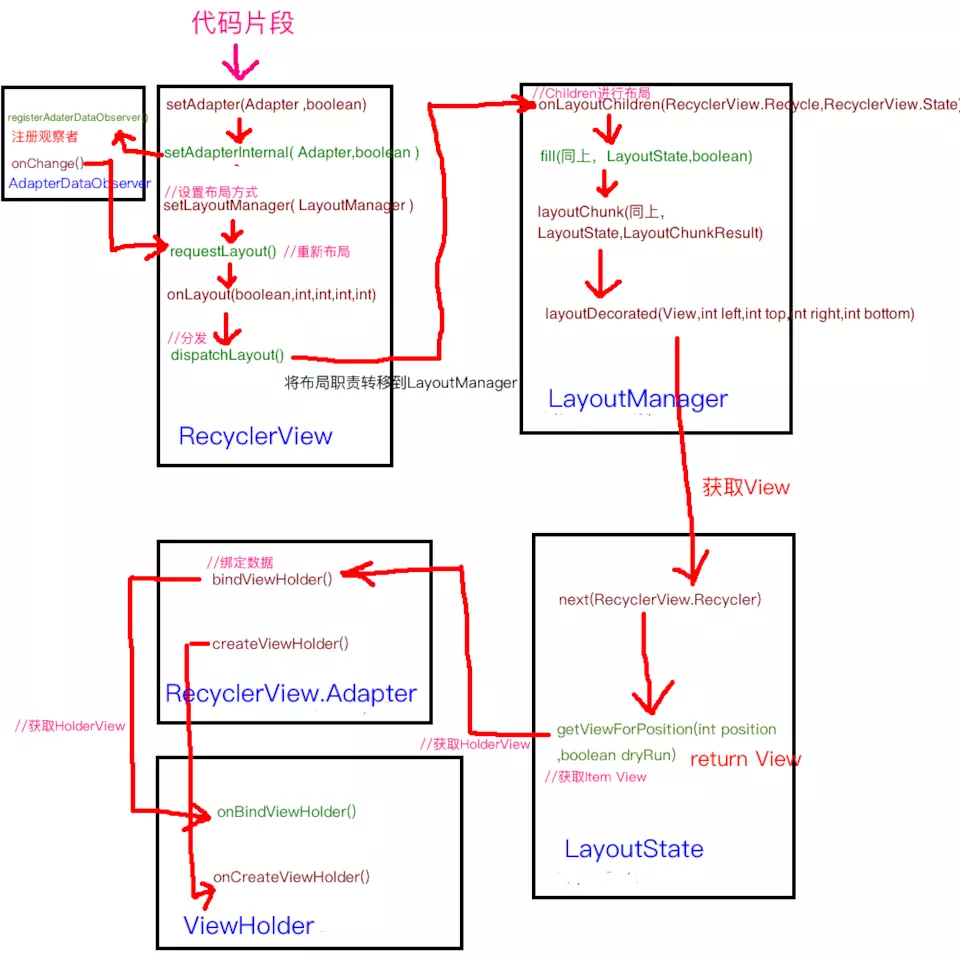 代码片段
registerAdaterDataObserver()
注册观察者
onChange()
AdapterDataObserver
setAdapter(Adapter ,boolean)
setAdapterInternal( Adapter,boolean )
//设置布局方式
setLayoutManager( LayoutManager )
requestLayout() //重新布局
onLayout(boolean,int,int,int,int)
//分发
dispatchLayout()
将布局职责转移到LayoutManager
RecyclerView
//Children进行布局
onLayoutChildren(RecyclerView.Recycle,RecyclerView.State)
fill(同上，LayoutState,boolean)
layoutChunk(同上，
LayoutState,LayoutChunkResult)
layoutDecorated(View,int left,int top,int right,int bottom)
LayoutManager
获取View
//绑定数据
bindViewHolder()
createViewHolder()
RecyclerView.Adapter
//获取HolderView
//获取HolderView
next(RecyclerView.Recycler)
getViewForPosition(int position
,boolean dryRun)
return View
//获取Item View
LayoutState
onBindViewHolder()
onCreateViewHolder()
ViewHolder